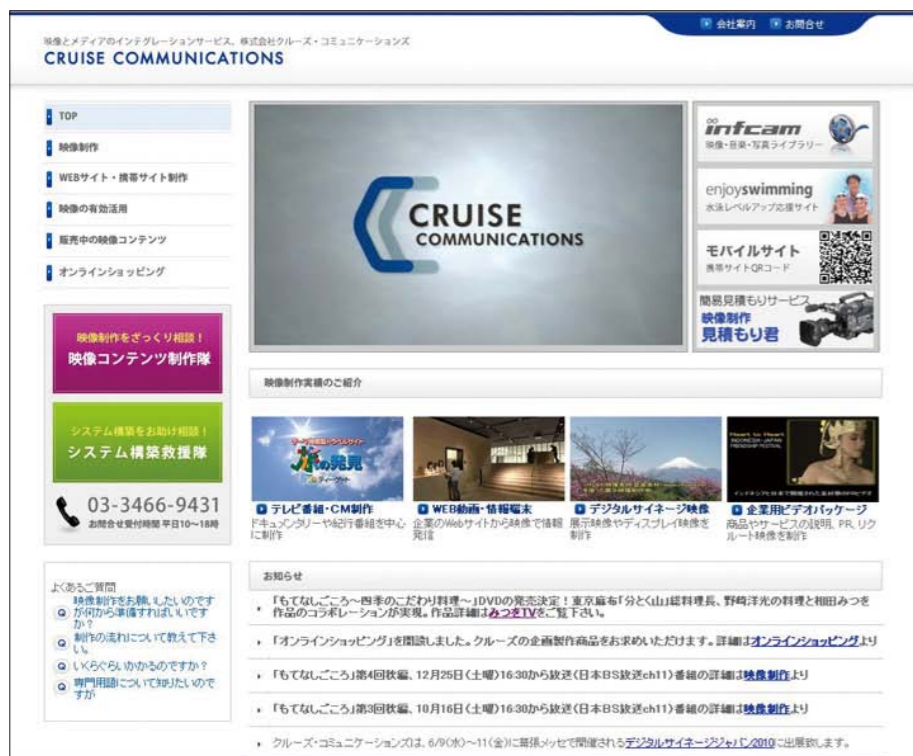 会社案内
お問合せ
映像とメディアのインテグレーションサービス、株式会社クルーズ・コミュニケーションズ
CRUISE COMMUNICATIONS
TOP
映像制作
WEBサイト・携帯サイト制作
映像の有効活用
販売中の映像コンテンツ
オンラインショッピング
CRUISE
COMMUNICATIONS
infcam
映像・音楽・写真ライブラリー
enjoyswimming
水泳レベルアップ応援サイト
モバイルサイト
携帯サイトQRコード
簡易見積もりサービス
映像制作
見積もり君
映像制作をざっくり相談！
映像コンテンツ制作隊
システム構築をお助け相談！
システム構築救援隊
03-3466-9431
お問合せ受付時間 平日10〜18時
よくあるご質問
映像制作をお願いしたいのです
が何から準備すればいいです
か？
制作の流れについて教えて下さ
い。
いくらぐらいかかるのですか？
専門用語について知りたいので
すが
映像制作実績のご紹介
の発見
Heart to Heart
INDONESIA-JAPAN
FRIENDSHIP FESTIVAL
テレビ番組・CM制作
ドキュメンタリーや紀行番組を中心
に制作
WEB動画・情報端末
企業のWebサイトから映像で情報
発信
デジタルサイネージ映像
展示映像やディスプレイ映像を
制作
企業用ビデオパッケージ
商品やサービスの説明、PR、リク
ルート映像を制作
お知らせ
「もてなしごころ〜四季のこだわり料理〜」DVDの発売決定！東京麻布「分とく山」総料理長、野崎洋光の料理と相田みつを
作品のコラボレーションが実現。作品詳細はみつをTVをご覧下さい。
「オンラインショッピング」を開設しました。クルーズの企画製作商品をお求めいただけます。詳細はオンラインショッピングより
「もてなしごころ」第4回秋編、12月25日(土曜)16:30から放送(日本BS放送ch11)番組の詳細は映像制作より
「もてなしごころ」第3回秋編、10月16日(土曜)16:30から放送(日本BS放送ch11)番組の詳細は映像制作より
クルーズ・コミュニケーションズは、6/9(水)〜11(金)に幕張メッセで開催されるデジタルサイネージジャパン2010に出展致します。